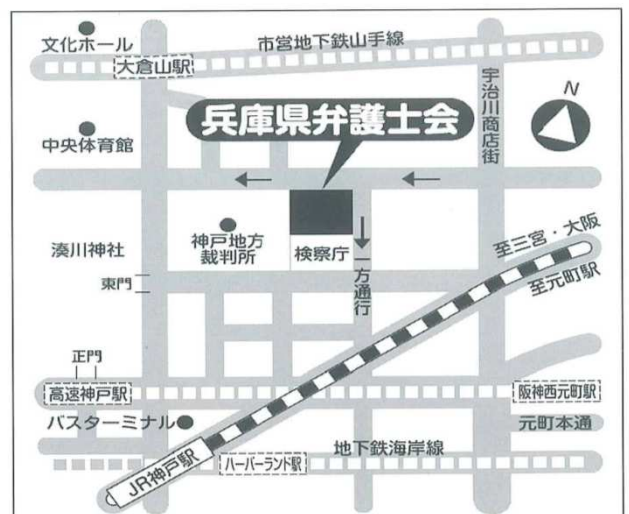 文化ホール
市営地下鉄山手線
大倉山駅
宇治川商店街
N
兵庫県弁護士会
中央体育館
湊川神社
神戸地方
裁判所
検察庁
一方通行
至三宮・大阪
至元町駅
東門
正門
高速神戸駅
阪神西元町駅
バスターミナル
元町本通
地下鉄海岸線
ハーバーランド駅
JR神戸駅